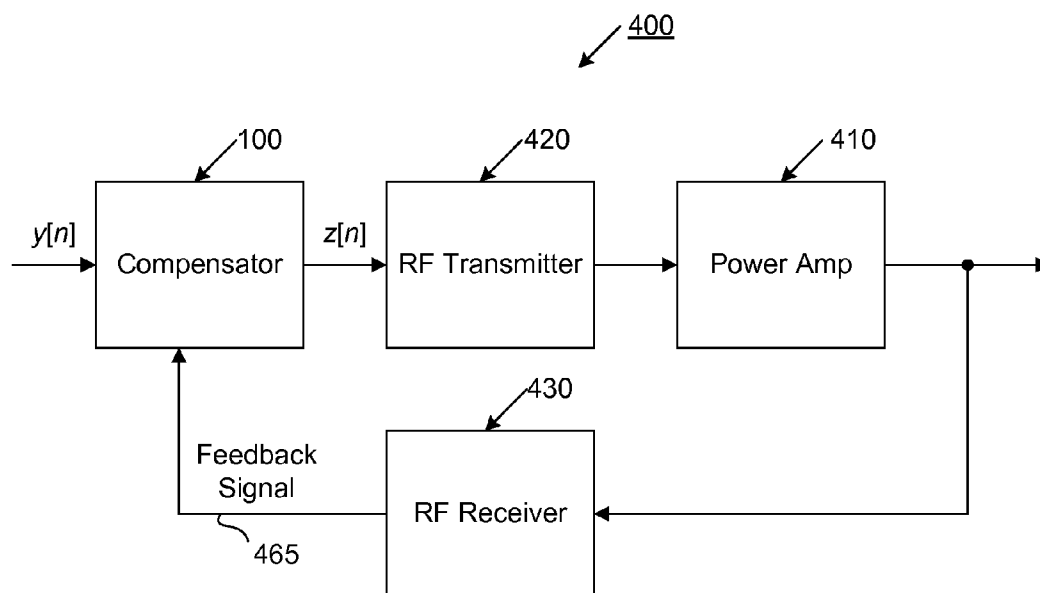 400
100
420
410
y[n]
Compensator
z[n]
RF Transmitter
Power Amp
430
Feedback
Signal
RF Receiver
465